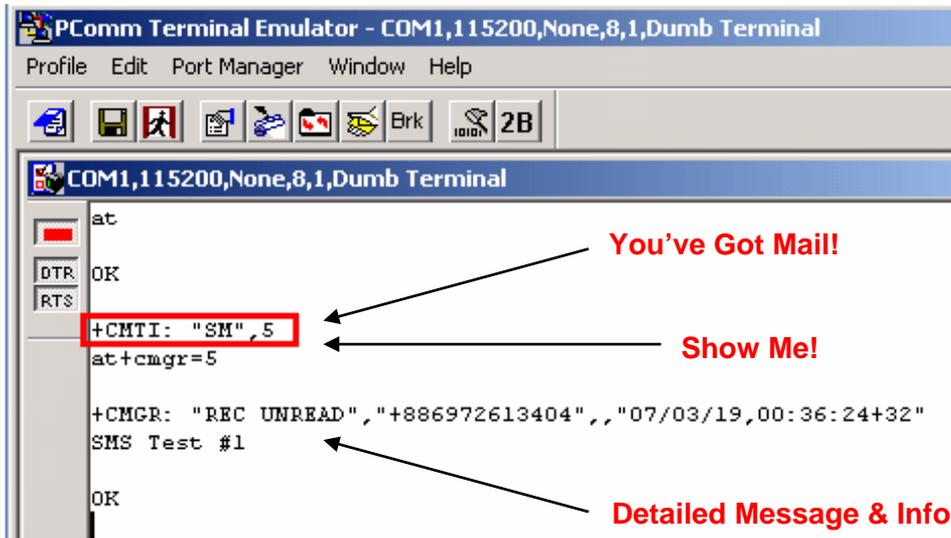 PComm Terminal Emulator - COM1,115200,None,8,1,Dumb Terminal
Profile Edit Port Manager Window Help
Brk 2B
COM1,115200,None,8,1,Dumb Terminal
at
You’ve Got Mail!
DTR OK
RTS
+CMTI: "SM",5
Show Me!
at+cmgr=5
+CMGR: "REC UNREAD","+886972613404",,"07/03/19,00:36:24+32"
SMS Test #1
OK
Detailed Message & Info